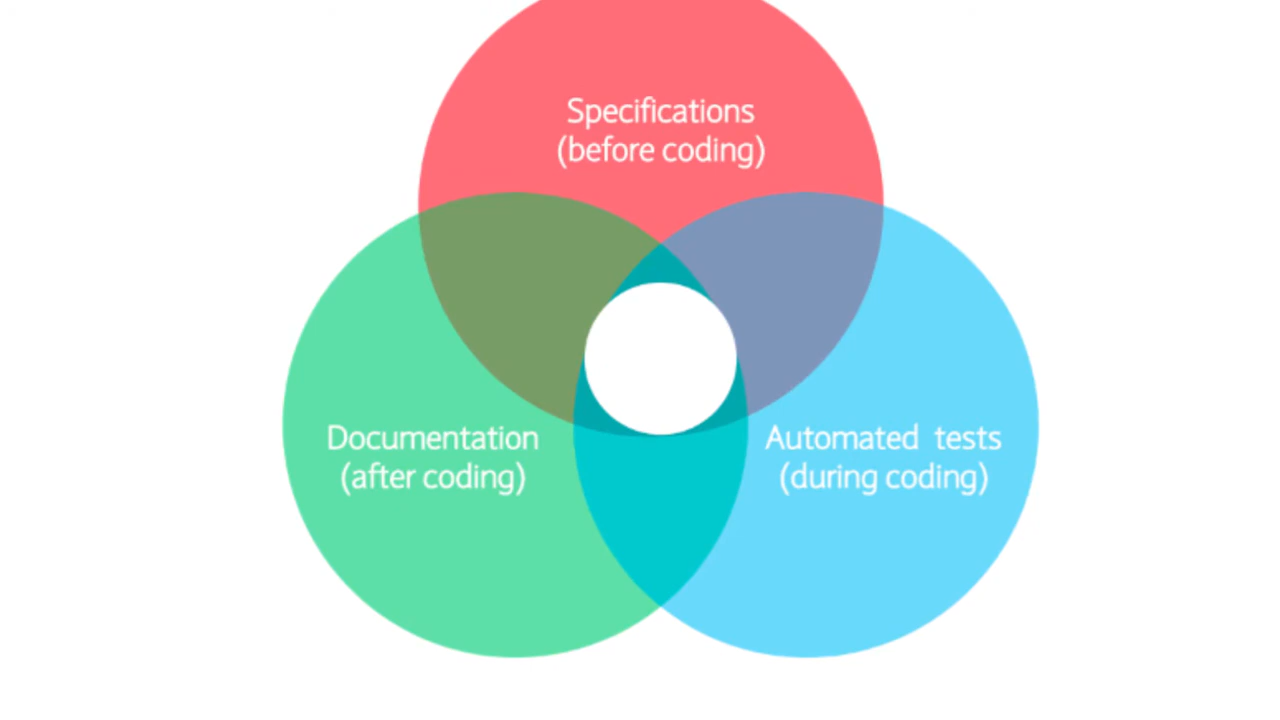 Specifications
(before coding)
Documentation
(after coding)
Automated tests
(during coding)